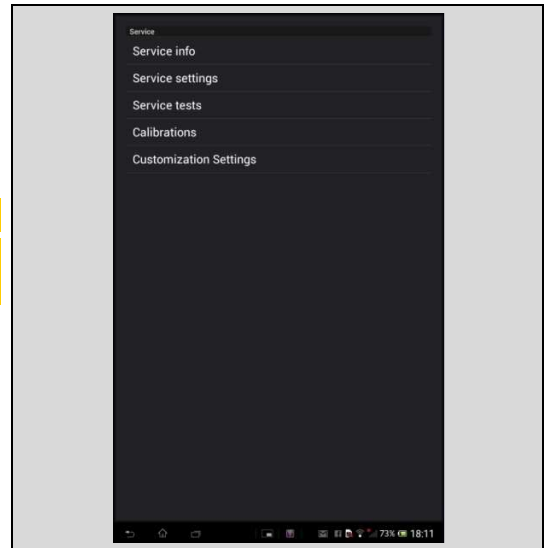 Service
Service info
Service settings
Service tests
Calibrations
Customization Settings
73% 18:11